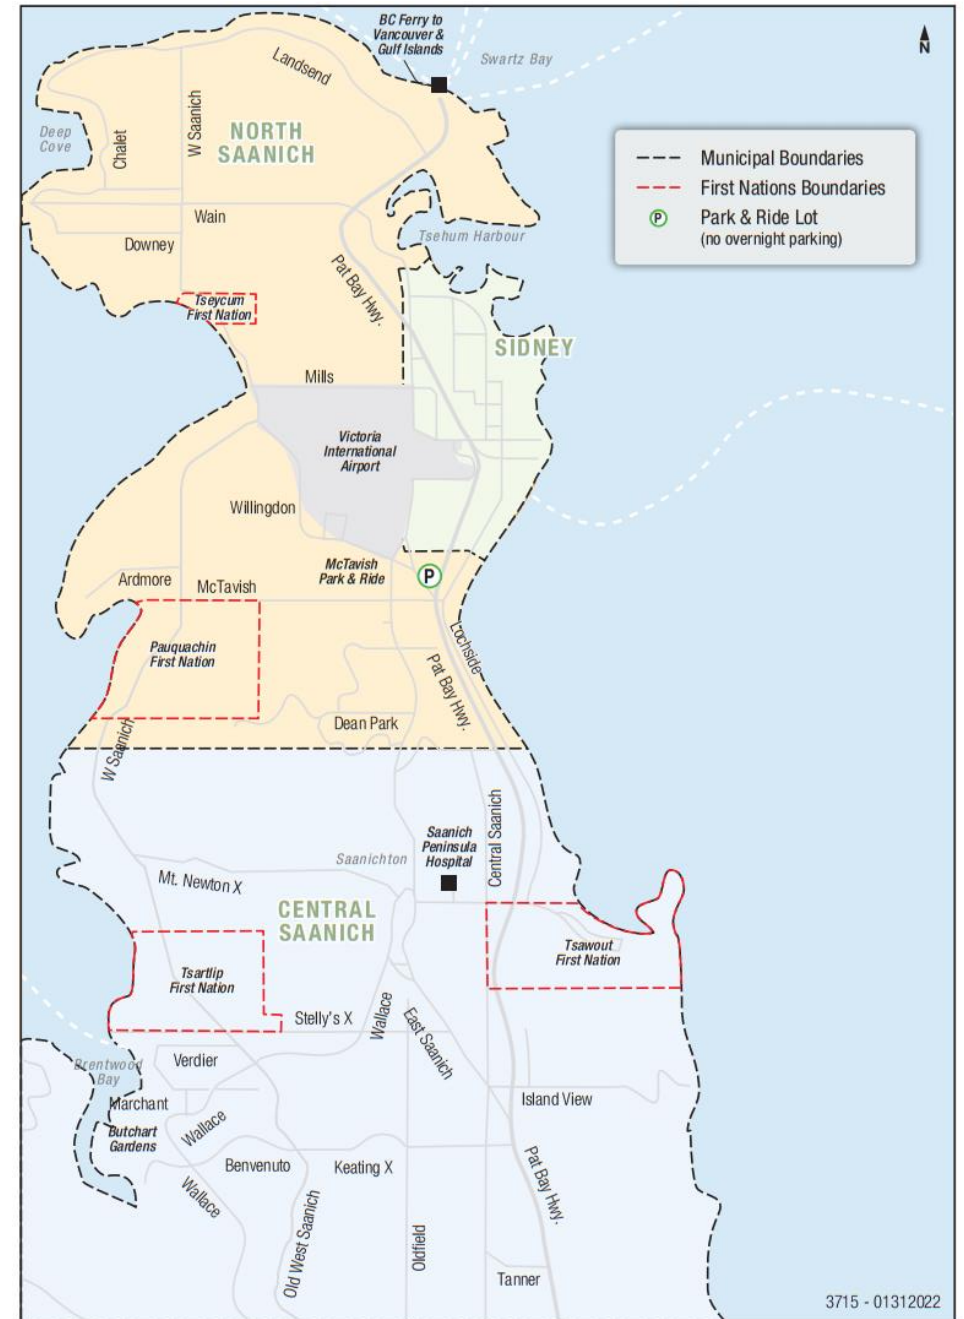 BC Ferry to
Vancouver &
Gulf Islands
Swartz Bay
N
Landsend
Deep
Cove
Chalet
W Saanich
NORTH
SAANICH
Municipal Boundaries
First Nations Boundaries
P Park & Ride Lot
(no overnight parking)
Wain
Downey
Tsehum Harbour
Pat Bay Hwy.
Tseycum
First Nation
SIDNEY
Mills
Victoria
International
Airport
Willingdon
McTavish
Park & Ride
P
Ardmore
McTavish
Lochside
Pauquachin
First Nation
Pat Bay Hwy.
Dean Park
W Saanich
Central Saanich
Saanich
Peninsula
Hospital
Saanichton
Mt. Newton X
CENTRAL
SAANICH
Tsawout
First Nation
Tsartlip
First Nation
Stelly's X
Wallace
East Saanich
Verdier
Brentwood
Bay
Marchant
Island View
Butchart
Gardens
Wallace
Benvenuto
Keating X
Pat Bay Hwy.
Wallace
Old West Saanich
Oldfield
Tanner
3715 - 01312022